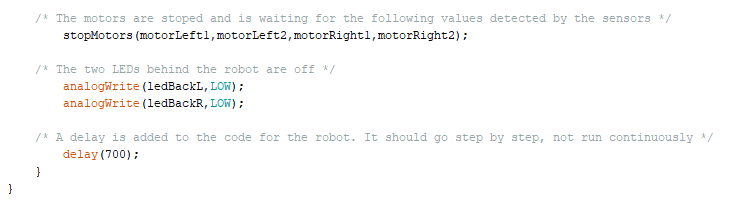 /* The motors are stoped and is waiting for the following values detected by the sensors */
stopMotors(motorLeft1,motorLeft2,motorRight1,motorRight2);
/* The two LEDs behind the robot are off */
analogWrite(ledBackL,LOW);
analogWrite(ledBackR,LOW);
/* A delay is added to the code for the robot. It should go step by step, not run continuously */
delay(700);
}
}